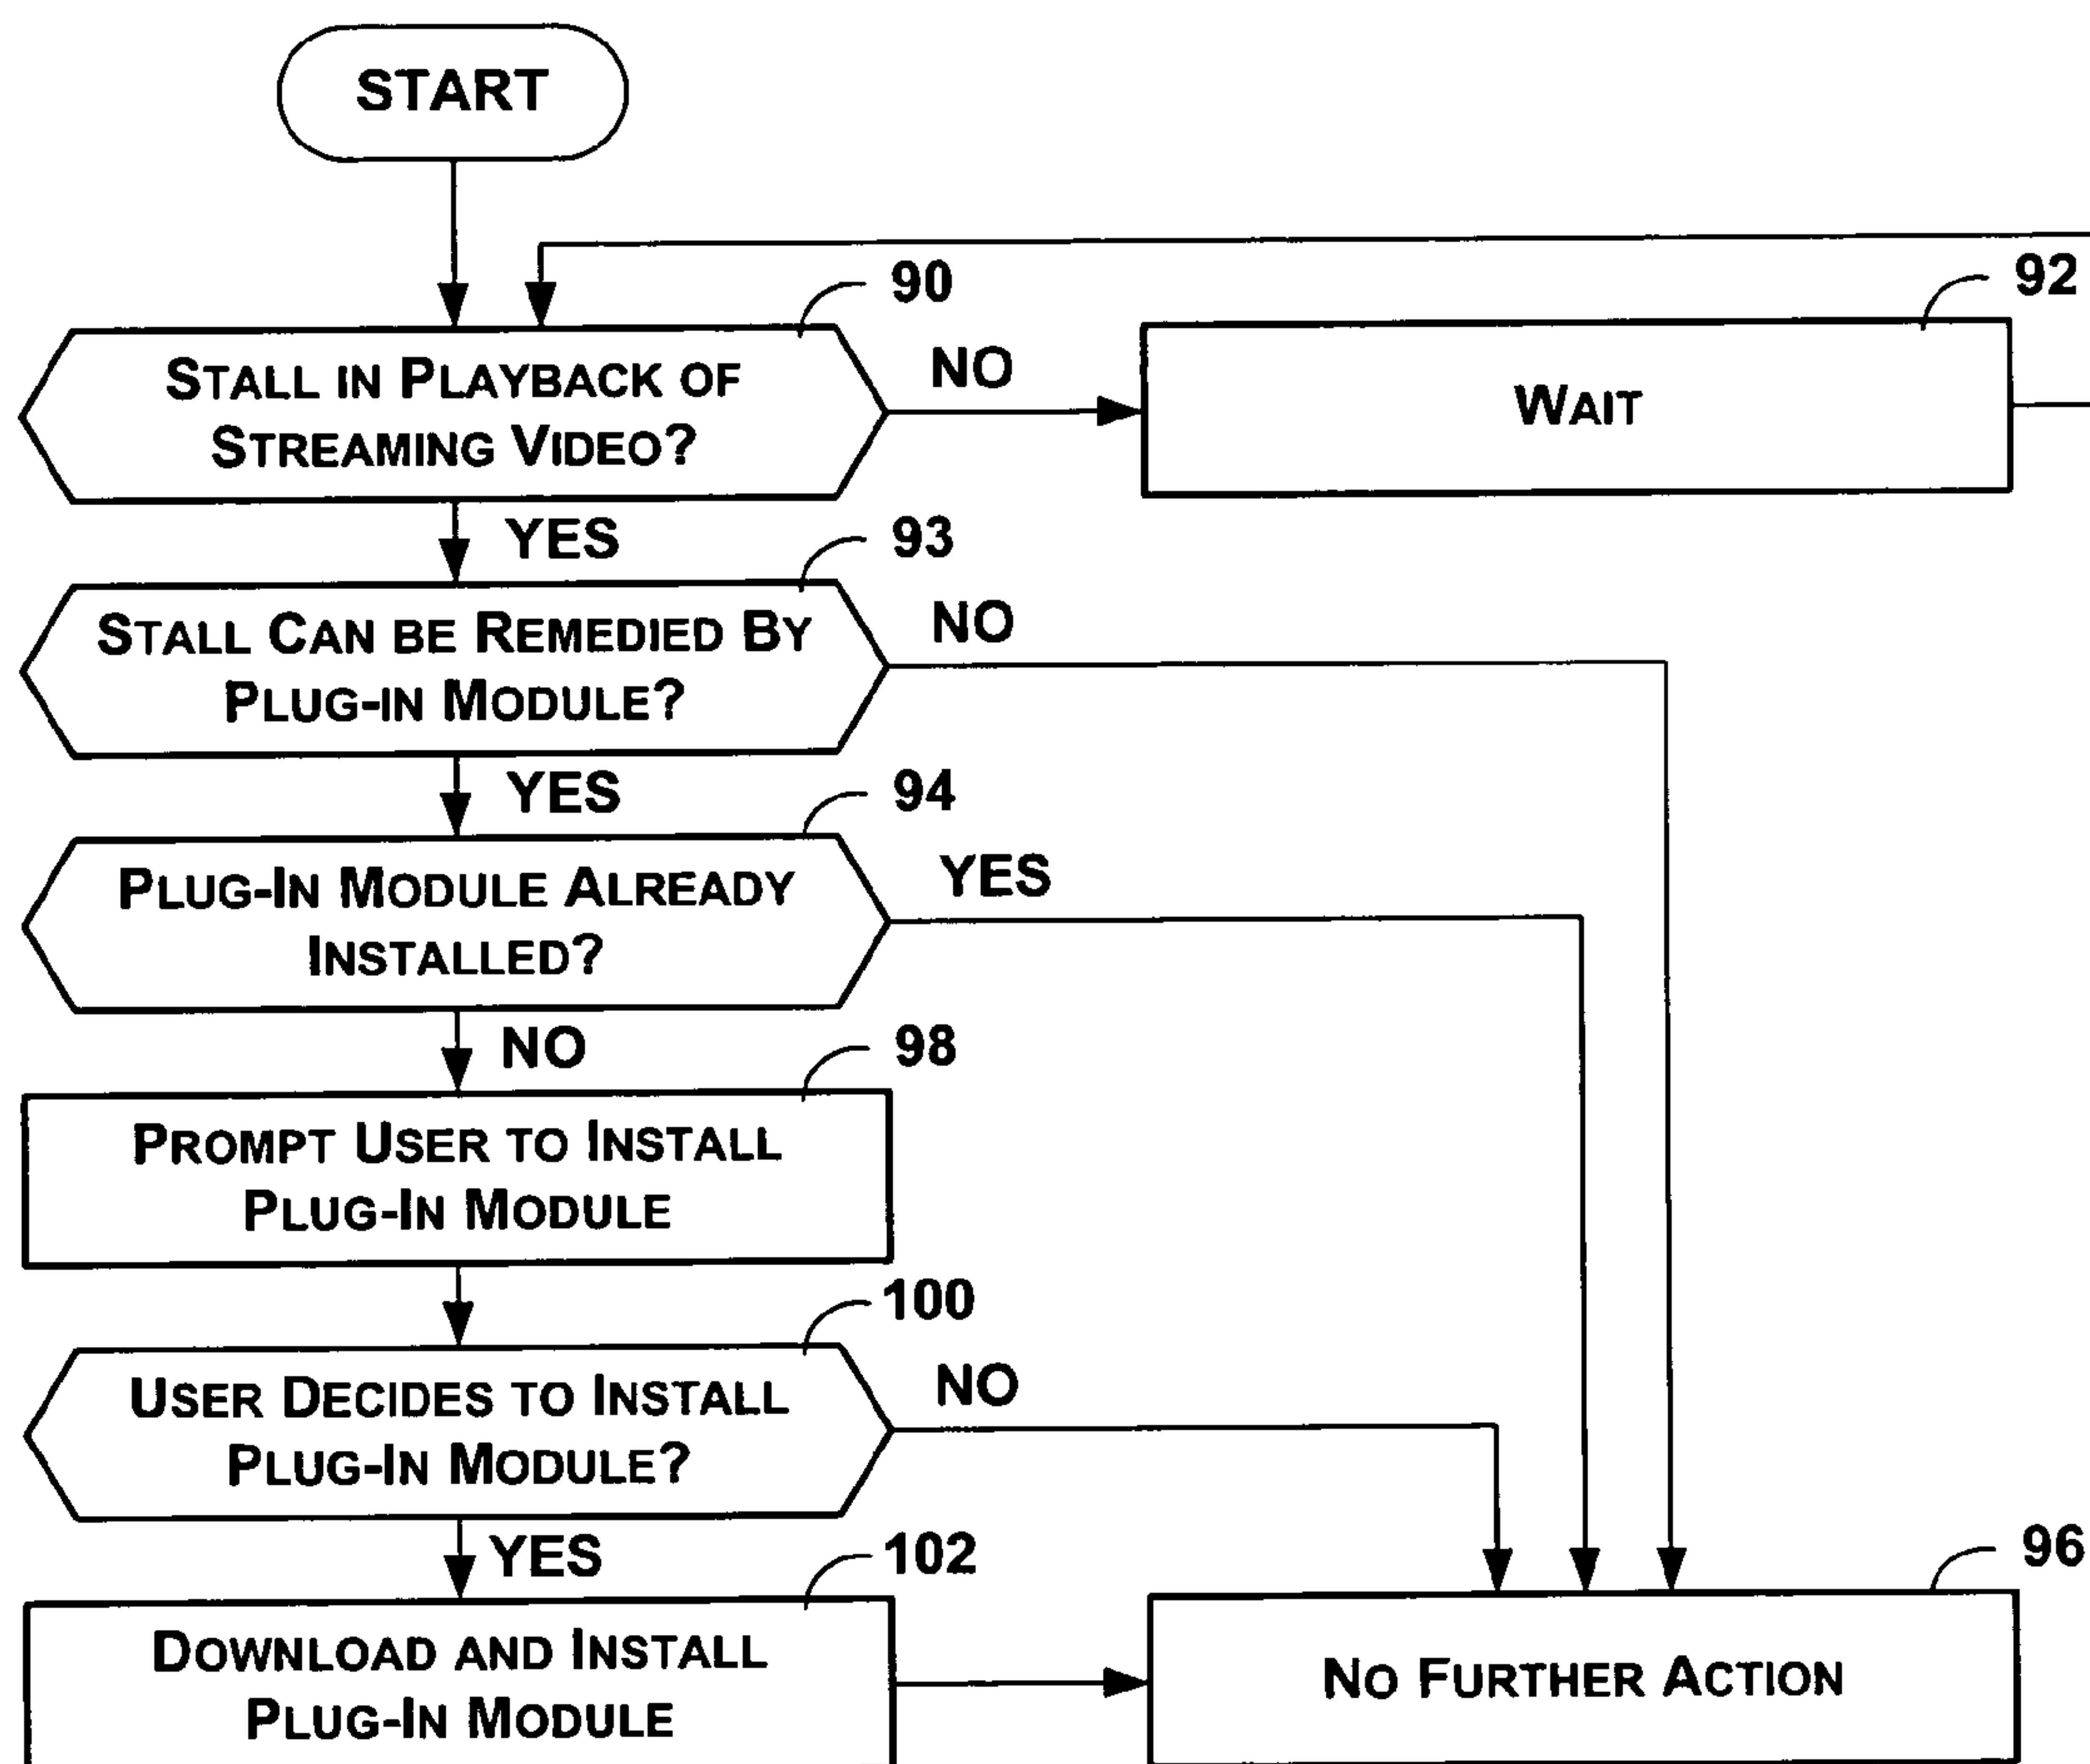 START
90
92
STALL IN PLAYBACK OF
STREAMING VIDEO?
NO
WAIT
YES
93
STALL CAN BE REMEDIED BY
PLUG-IN MODULE?
NO
YES
94
PLUG-IN MODULE ALREADY
INSTALLED?
YES
NO
98
PROMPT USER TO INSTALL
PLUG-IN MODULE
100
USER DECIDES TO INSTALL
PLUG-IN MODULE?
NO
YES
102
96
DOWNLOAD AND INSTALL
PLUG-IN MODULE
NO FURTHER ACTION